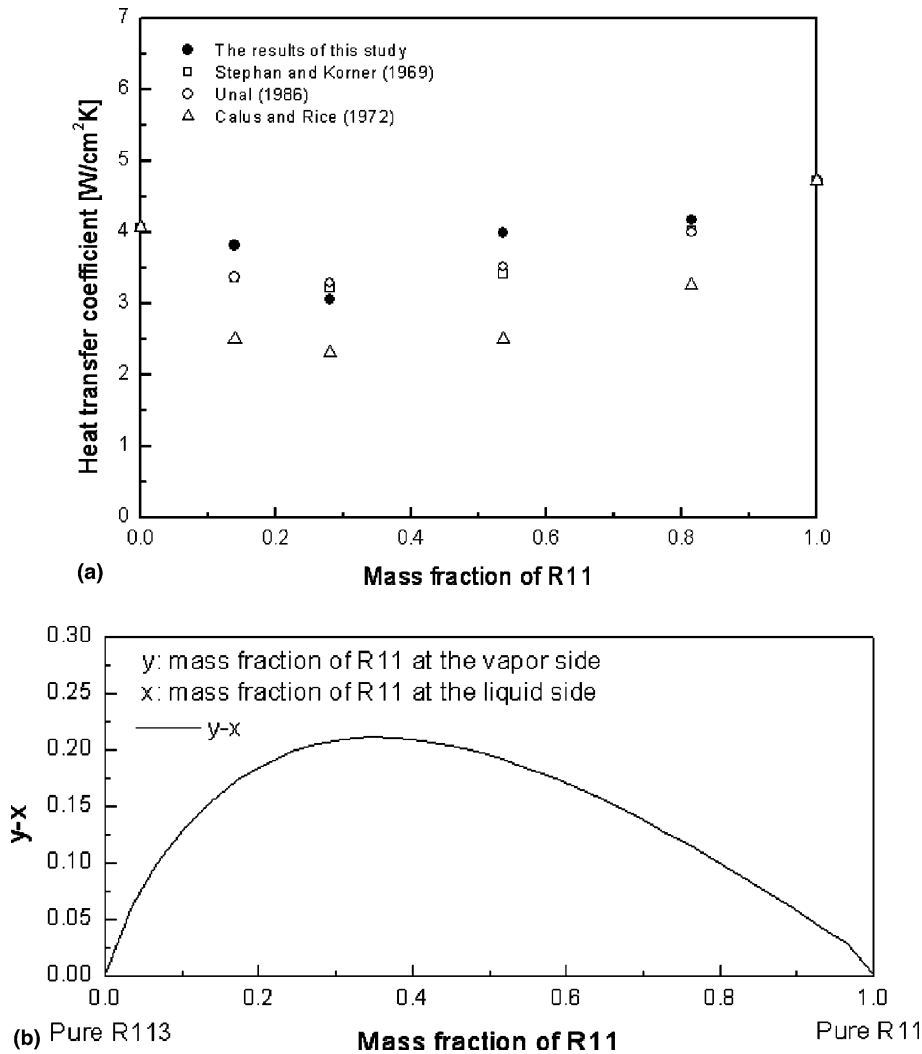 7
6
5
4
3
2
1
0
Heat transfer coefficient [W/cm²K]
The results of this study
Stephan and Korner (1969)
Unal (1986)
Calus and Rice (1972)
0.0 0.2 0.4 0.6 0.8 1.0
(a)
Mass fraction of R11
0.30
0.25
0.20
0.15
0.10
0.05
0.00
y-x
y: mass fraction of R11 at the vapor side
x: mass fraction of R11 at the liquid side
y-x
0.0 0.2 0.4 0.6 0.8 1.0
(b) Pure R113 Mass fraction of R11 Pure R11